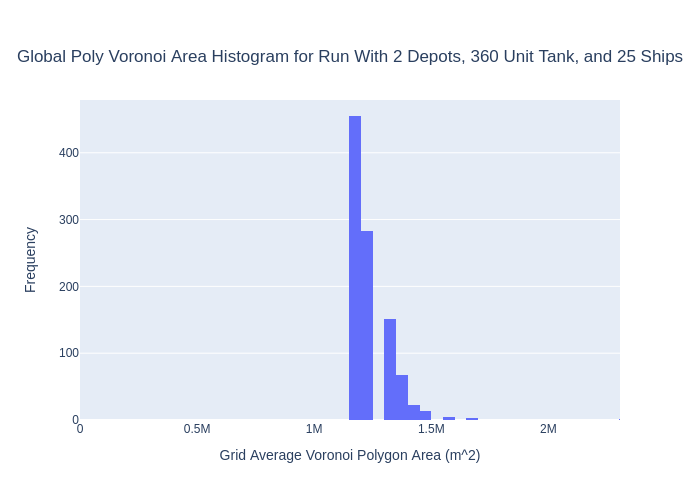 Global Poly Voronoi Area Histogram for Run With 2 Depots, 360 Unit Tank, and 25 Ships
400
300
200
100
0
0 0.5M 1M 1.5M 2M
Frequency
Grid Average Voronoi Polygon Area (m^2)